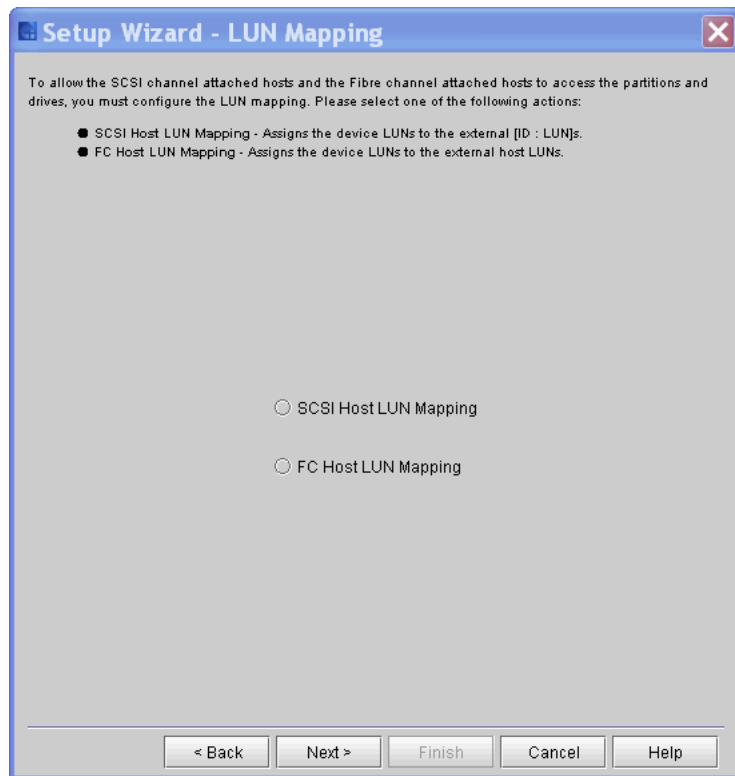 Setup Wizard - LUN Mapping
To allow the SCSI channel attached hosts and the Fibre channel attached hosts to access the partitions and
drives, you must configure the LUN mapping. Please select one of the following actions:
SCSI Host LUN Mapping - Assigns the device LUNs to the external [ID : LUN]s.
FC Host LUN Mapping - Assigns the device LUNs to the external host LUNs.
SCSI Host LUN Mapping
FC Host LUN Mapping
< Back Next > Finish Cancel Help